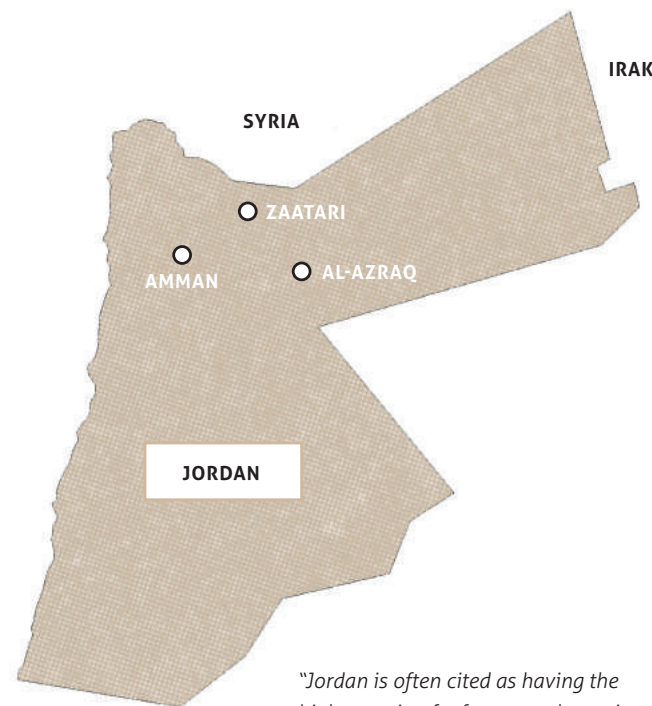 IRAK
SYRIA
ZAATARI
AMMAN
AL-AZRAQ
JORDAN
"Jordan is often cited as having the